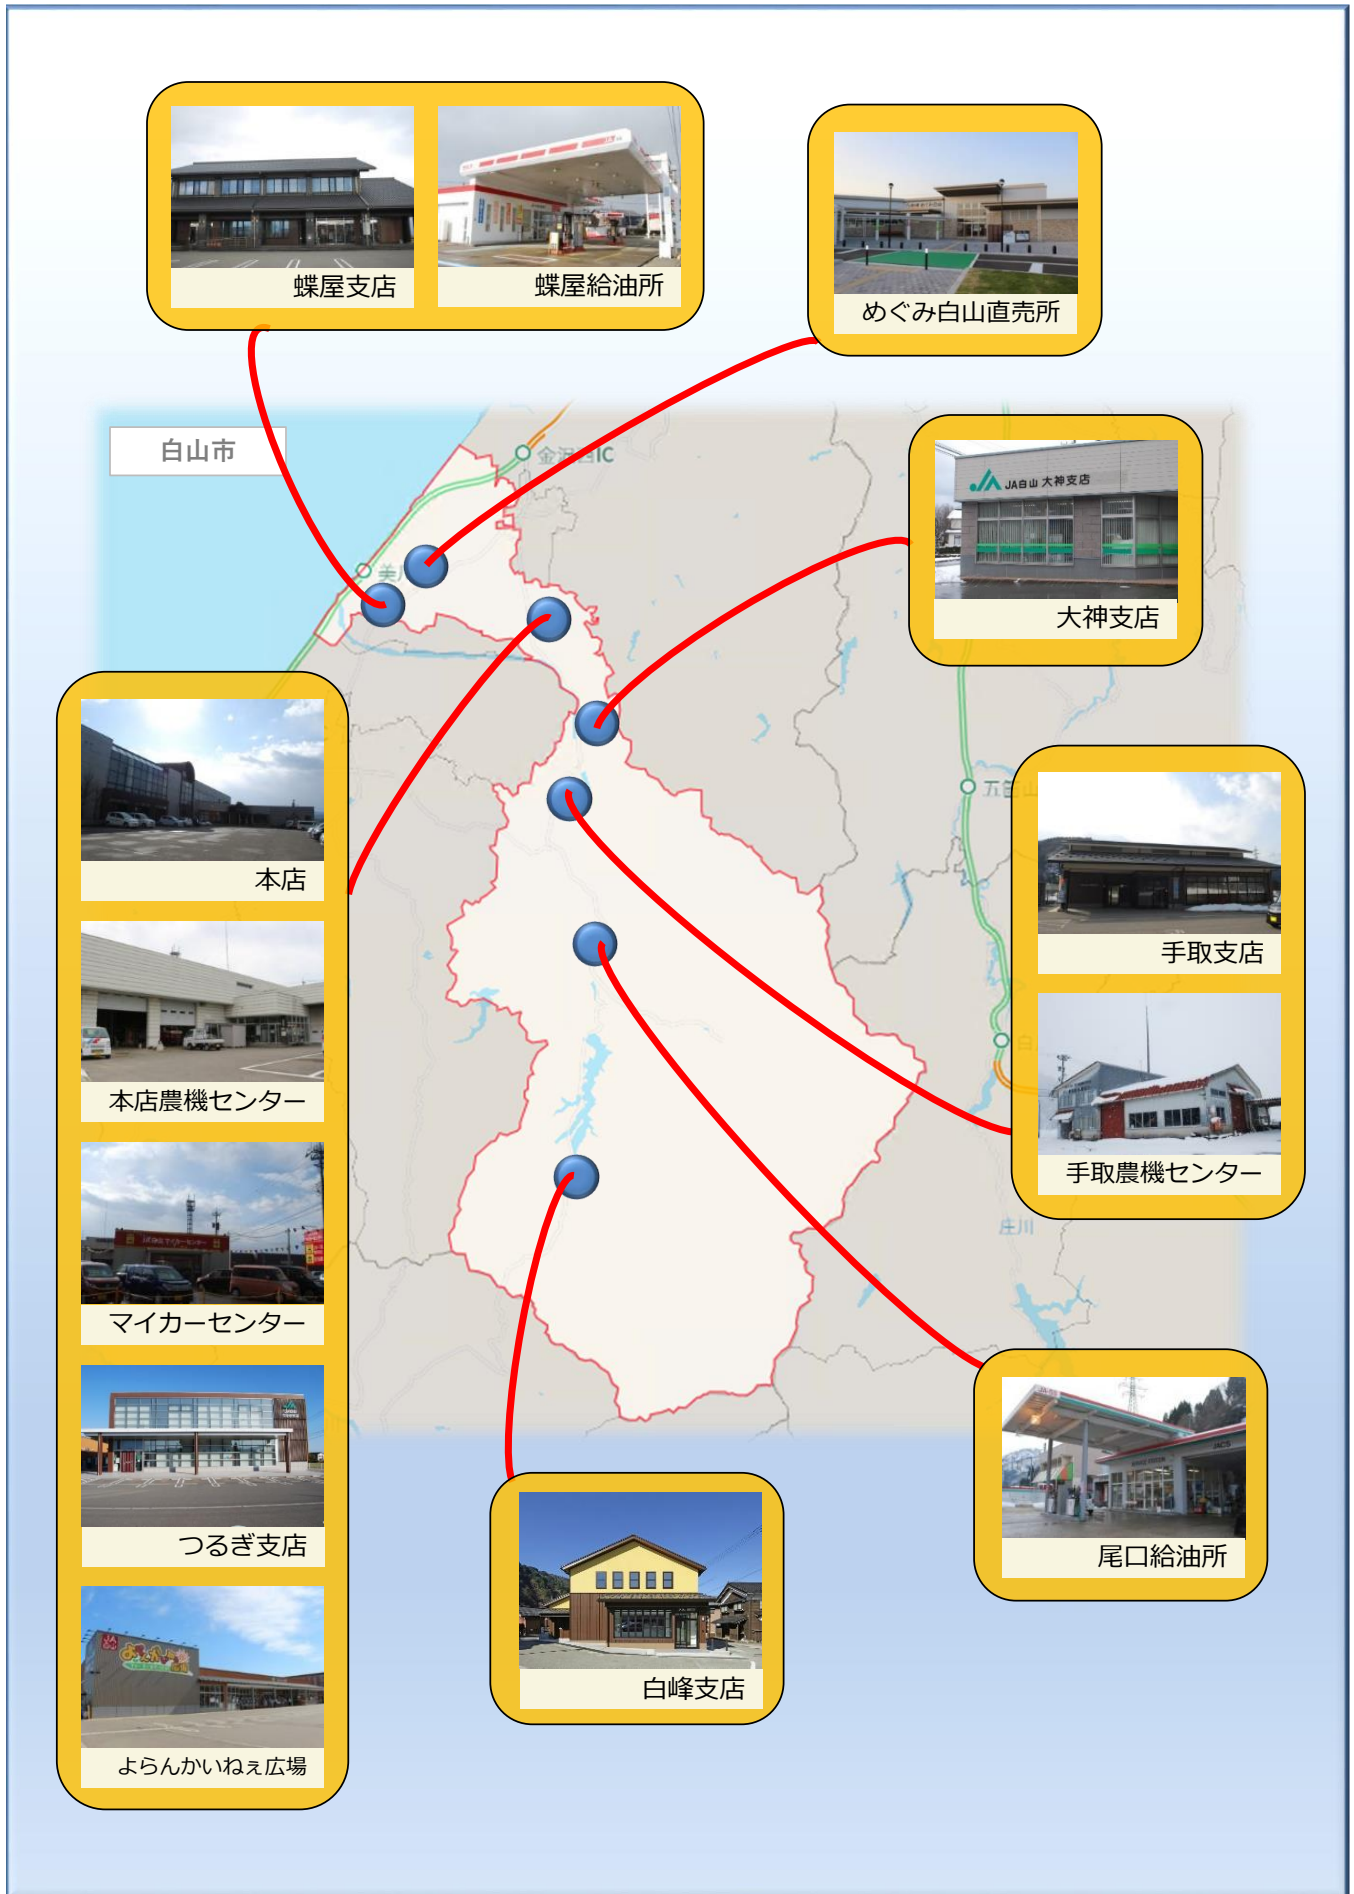 蝶屋支店
蝶屋給油所
めぐみ白山直売所
白山市
金沢西IC
JA白山 大神支店
大神支店
本店
手取支店
本店農機センター
手取農機センター
庄川
マイカーセンター
JACS
つるぎ支店
尾口給油所
白峰支店
よらんかいねぇ広場